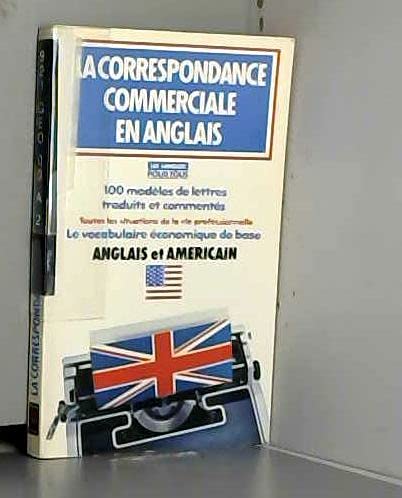 LA CORRESPONDANCE
COMMERCIALE
EN ANGLAIS
LES LANGUES
POUR TOUS
100 modèles de lettres
traduits et commentés
Toutes les situations de la vie professionnelle
Le vocabulaire économique de base
ANGLAIS et AMERICAIN
LA CORRESPONDAN